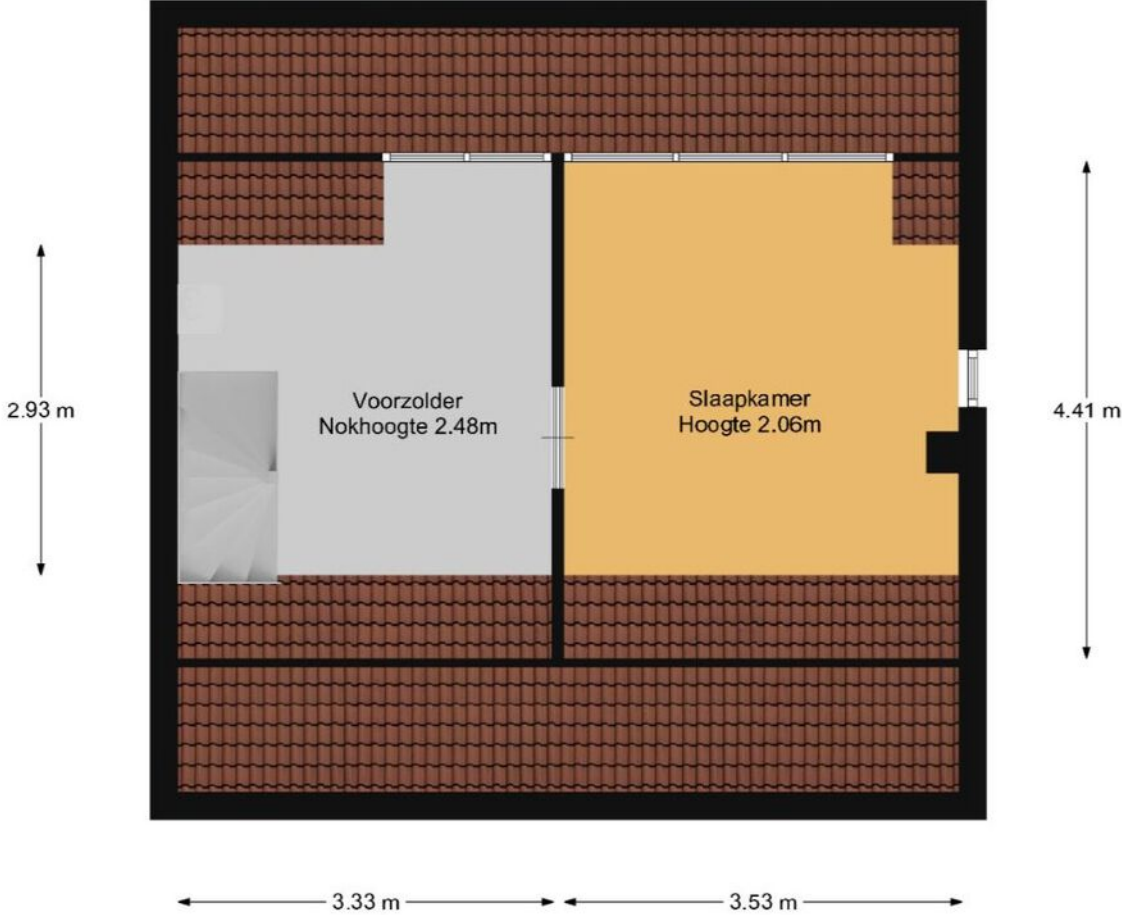 2.93 m
Voorzolder
Nokhoogte 2.48m
Slaapkamer
Hoogte 2.06m
4.41 m
3.33 m
3.53 m